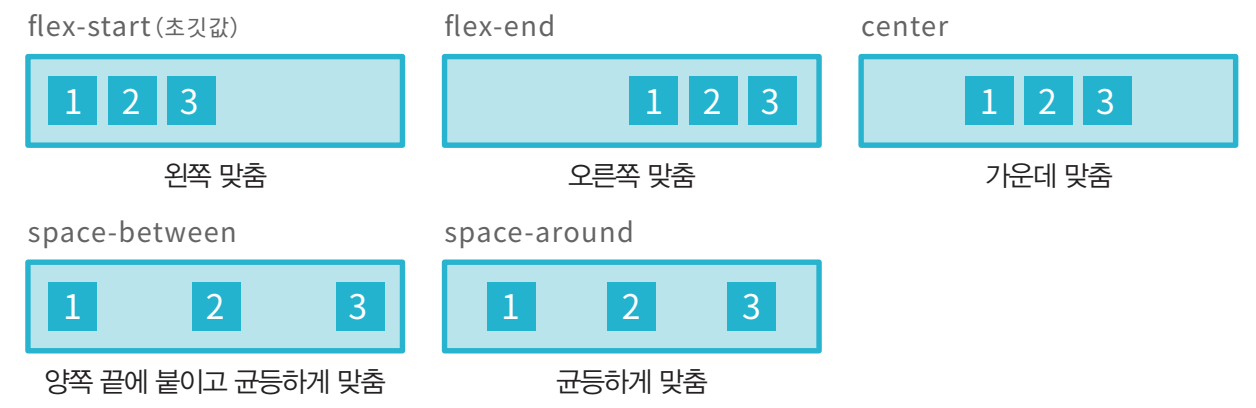 flex-start(초깃값)
1 2 3
왼쪽 맞춤
flex-end
1 2 3
오른쪽 맞춤
center
1 2 3
가운데 맞춤
space-between
1 2 3
양쪽 끝에 붙이고 균등하게 맞춤
space-around
1 2 3
균등하게 맞춤